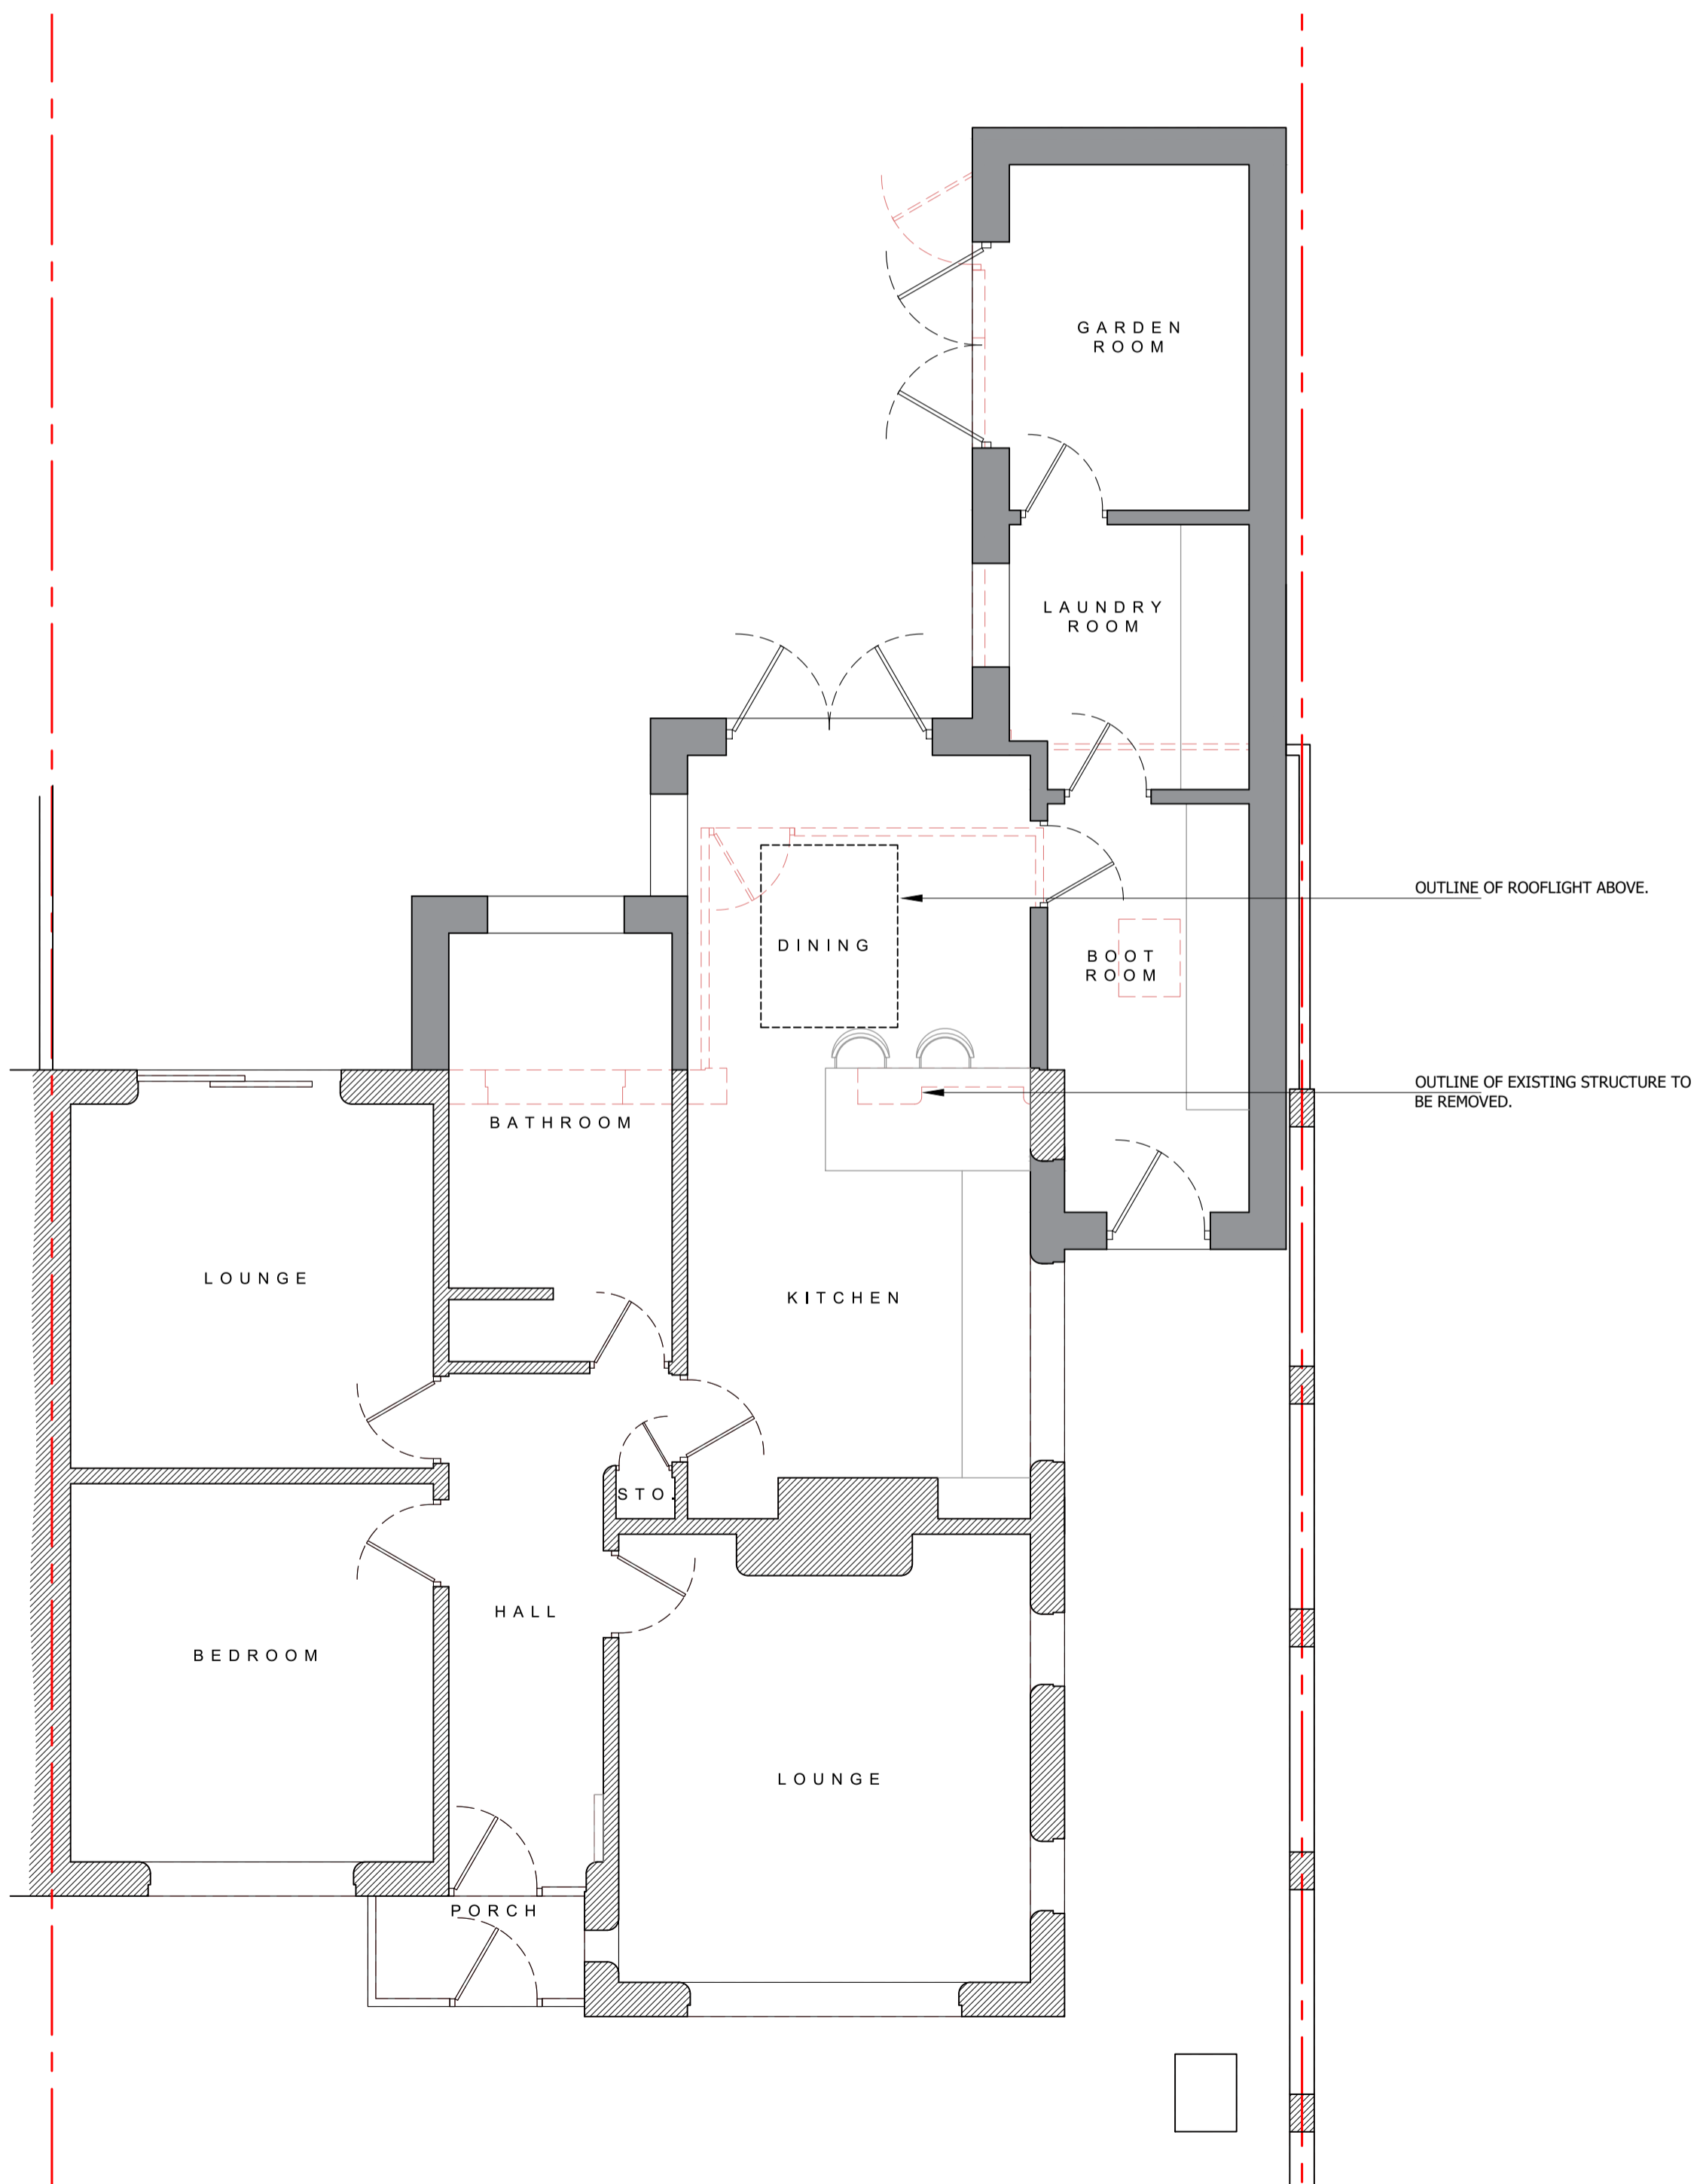 GARDEN
ROOM
LAUNDRY
ROOM
OUTLINE OF ROOFLIGHT ABOVE.
DINING
BOOT
ROOM
OUTLINE OF EXISTING STRUCTURE TO
BE REMOVED.
BATHROOM
LOUNGE
KITCHEN
STO.
HALL
BEDROOM
LOUNGE
PORCH